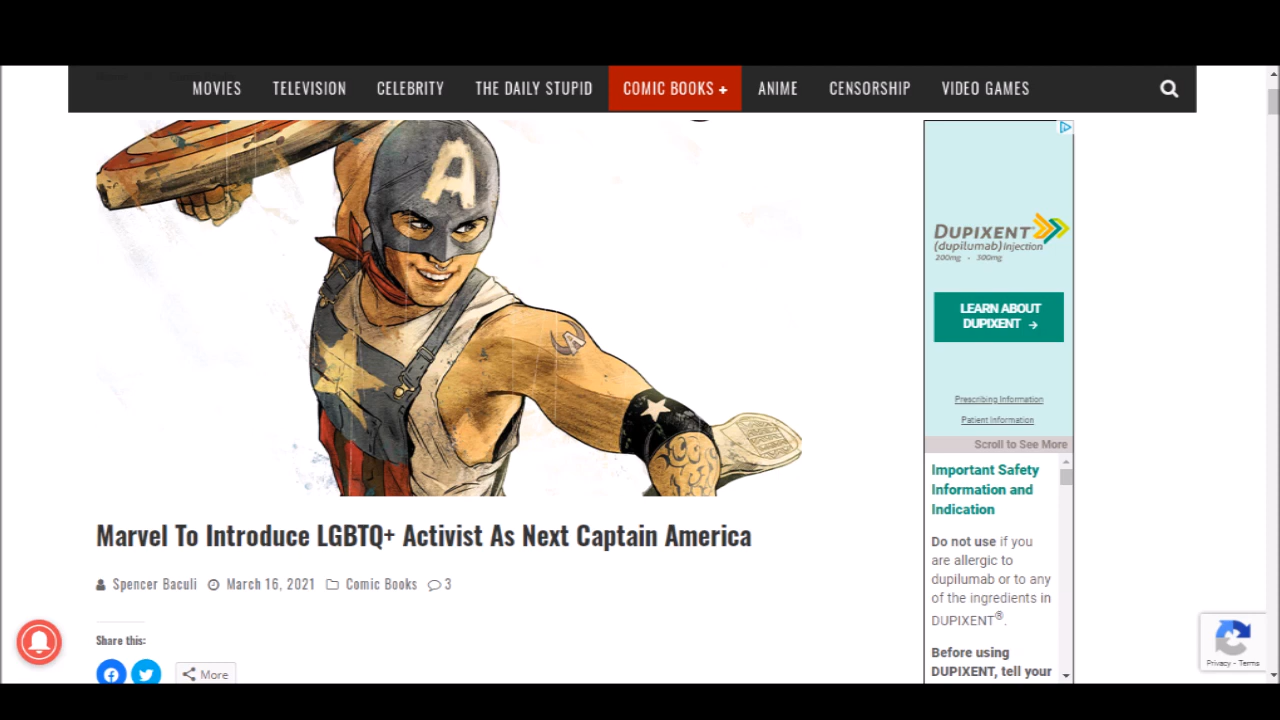 MOVIES TELEVISION CELEBRITY THE DAILY STUPID COMIC BOOKS + ANIME CENSORSHIP VIDEO GAMES
A
A
Marvel To Introduce LGBTQ+ Activist As Next Captain America
Spencer Baculi March 16, 2021 Comic Books 3
Share this:
More
DUPIXENT
(dupilumab) Injection
200mg · 300mg
LEARN ABOUT
DUPIXENT →
Prescribing Information
Patient Information
Scroll to See More
Important Safety
Information and
Indication
Do not use if you
are allergic to
dupilumab or to any
of the ingredients in
DUPIXENT®.
Before using
DUPIXENT, tell your
Privacy - Terms